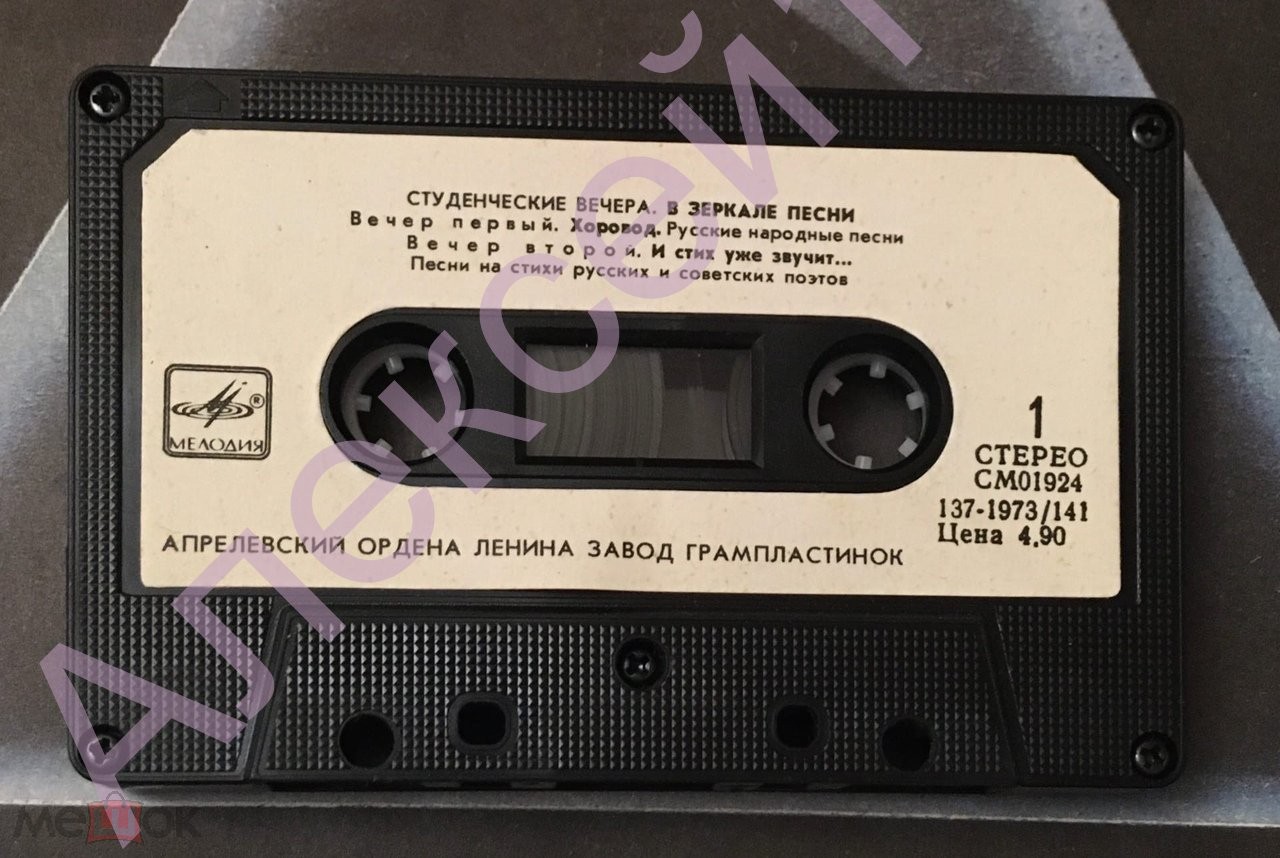 СТУДЕНЧЕСКИЕ ВЕЧЕРА. В ЗЕРКАЛЕ ПЕСНИ
Вечер первый. Хоровод. Русские народные песни
Вечер второй. И стих уже звучит...
Песни на стихи русских и советских поэтов
® МЕЛОДИЯ
1
СТЕРЕО
СМ01924
137-1973/141
Цена 4.90
АПРЕЛЕВСКИЙ ОРДЕНА ЛЕНИНА ЗАВОД ГРАМПЛАСТИНОК
Алексей
мешок